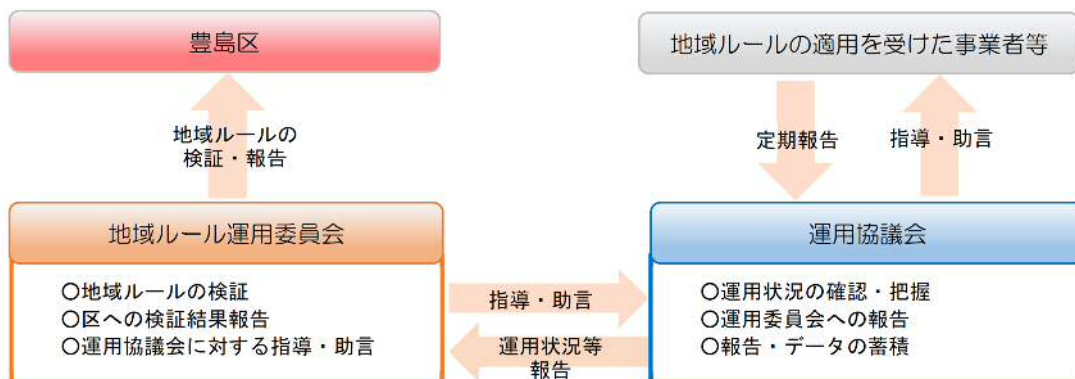 豊島区
地域ルールの適用を受けた事業者等
地域ルールの
検証・報告
定期報告
指導・助言
地域ルール運用委員会
運用協議会
〇地域ルールの検証
〇区への検証結果報告
〇運用協議会に対する指導・助言
指導・助言
運用状況等
報告
〇運用状況の確認・把握
〇運用委員会への報告
〇報告・データの蓄積